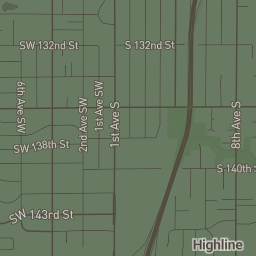 SW 132nd St
S 132nd St
6th Ave SW
2nd Ave SW
1st Ave SW
1st Ave S
8th Ave S
SW 138th St
S 140th S
SW 143rd St
Highline